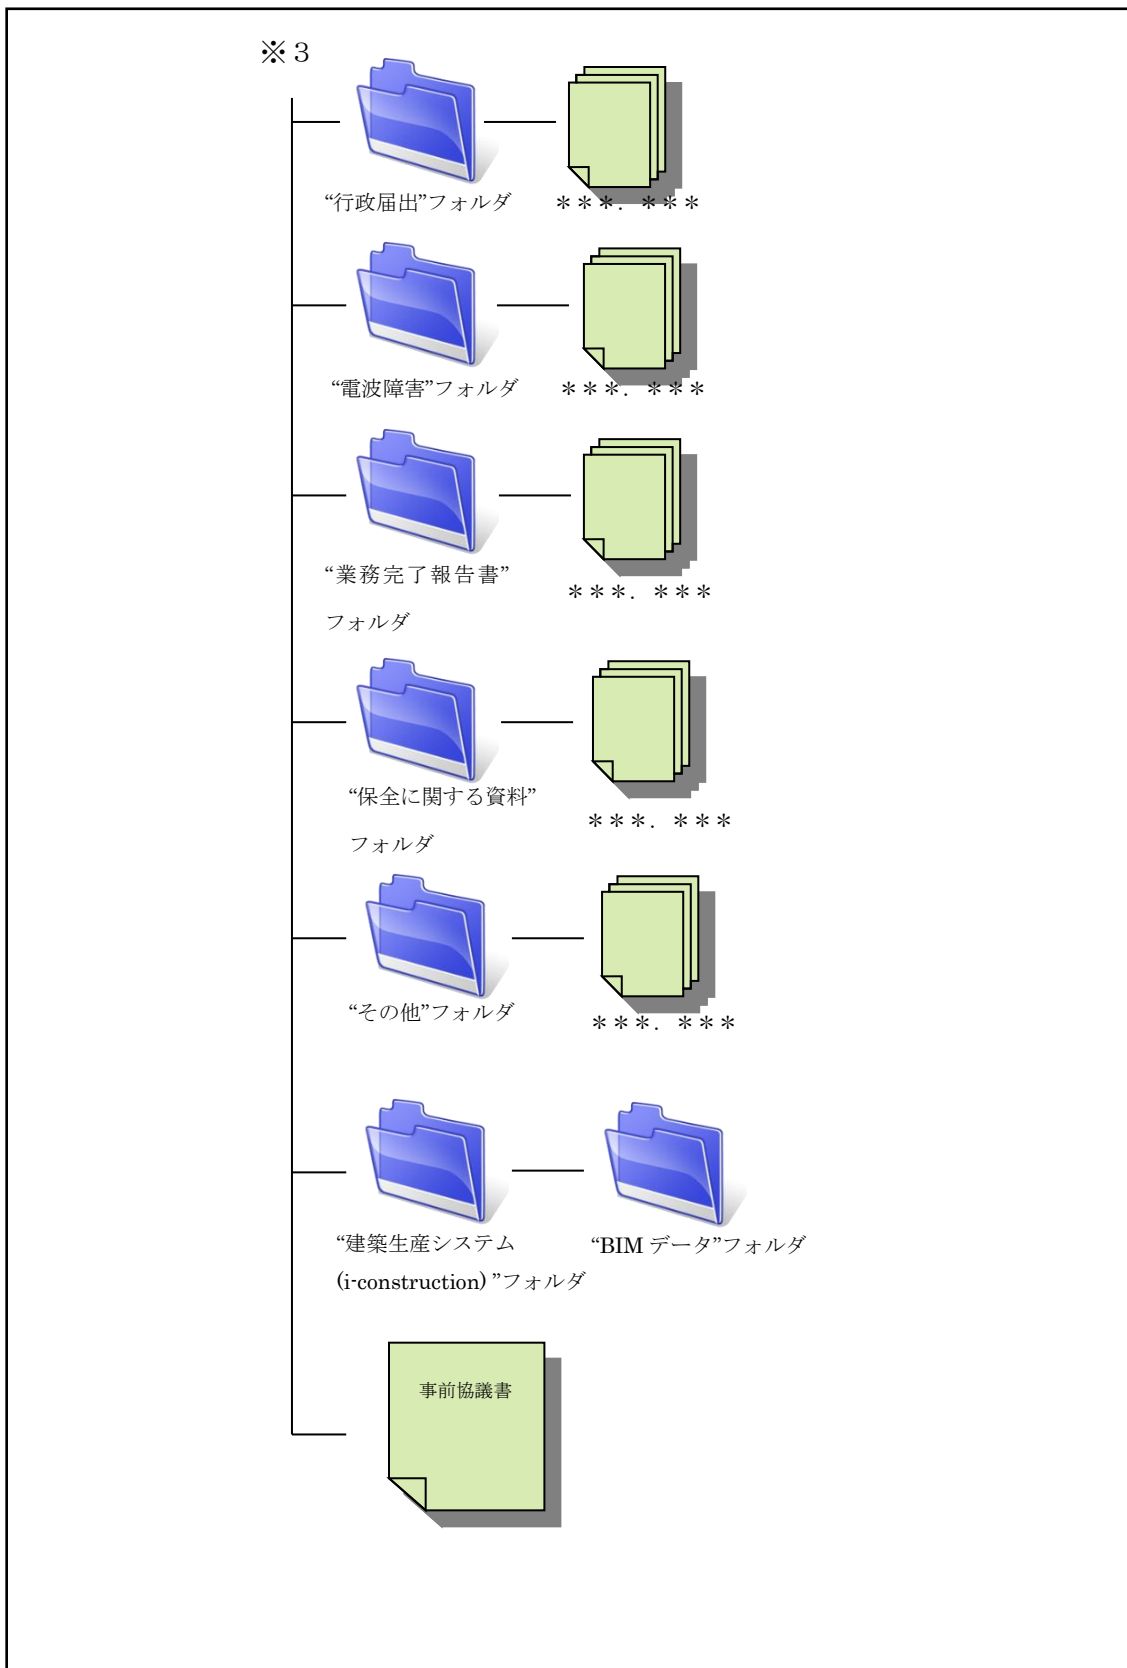 ※３
“行政届出”フォルダ
＊＊＊．＊＊＊
“電波障害”フォルダ
＊＊＊．＊＊＊
“業務完了報告書”
フォルダ
＊＊＊．＊＊＊
“保全に関する資料”
フォルダ
＊＊＊．＊＊＊
“その他”フォルダ
＊＊＊．＊＊＊
“建築生産システム
(i-construction) ”フォルダ
“BIM データ”フォルダ
事前協議書